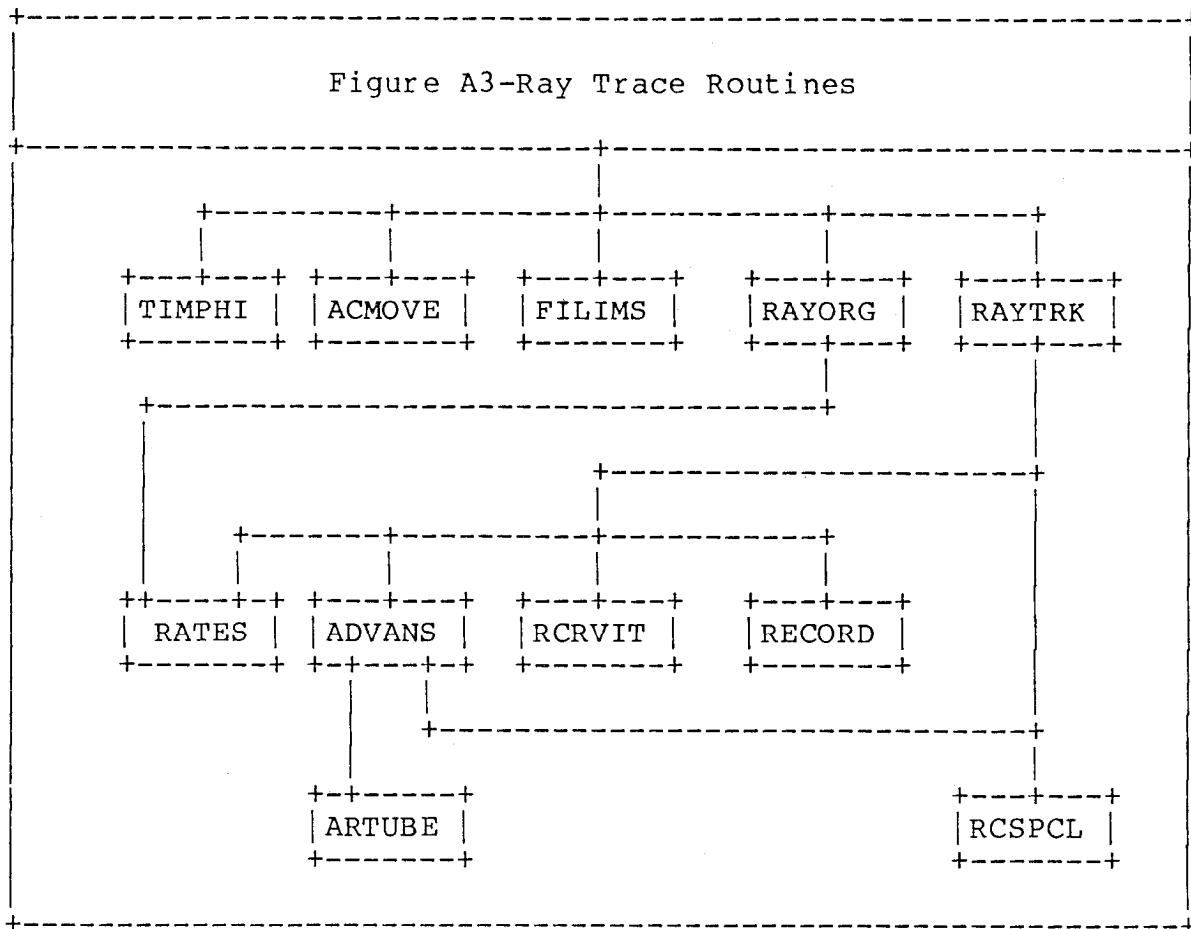 Figure A3-Ray Trace Routines
TIMPHI ACMOVE FILIMS RAYORG RAYTRK
RATES ADVANS RCRVIT RECORD
ARTUBE RCSPCL